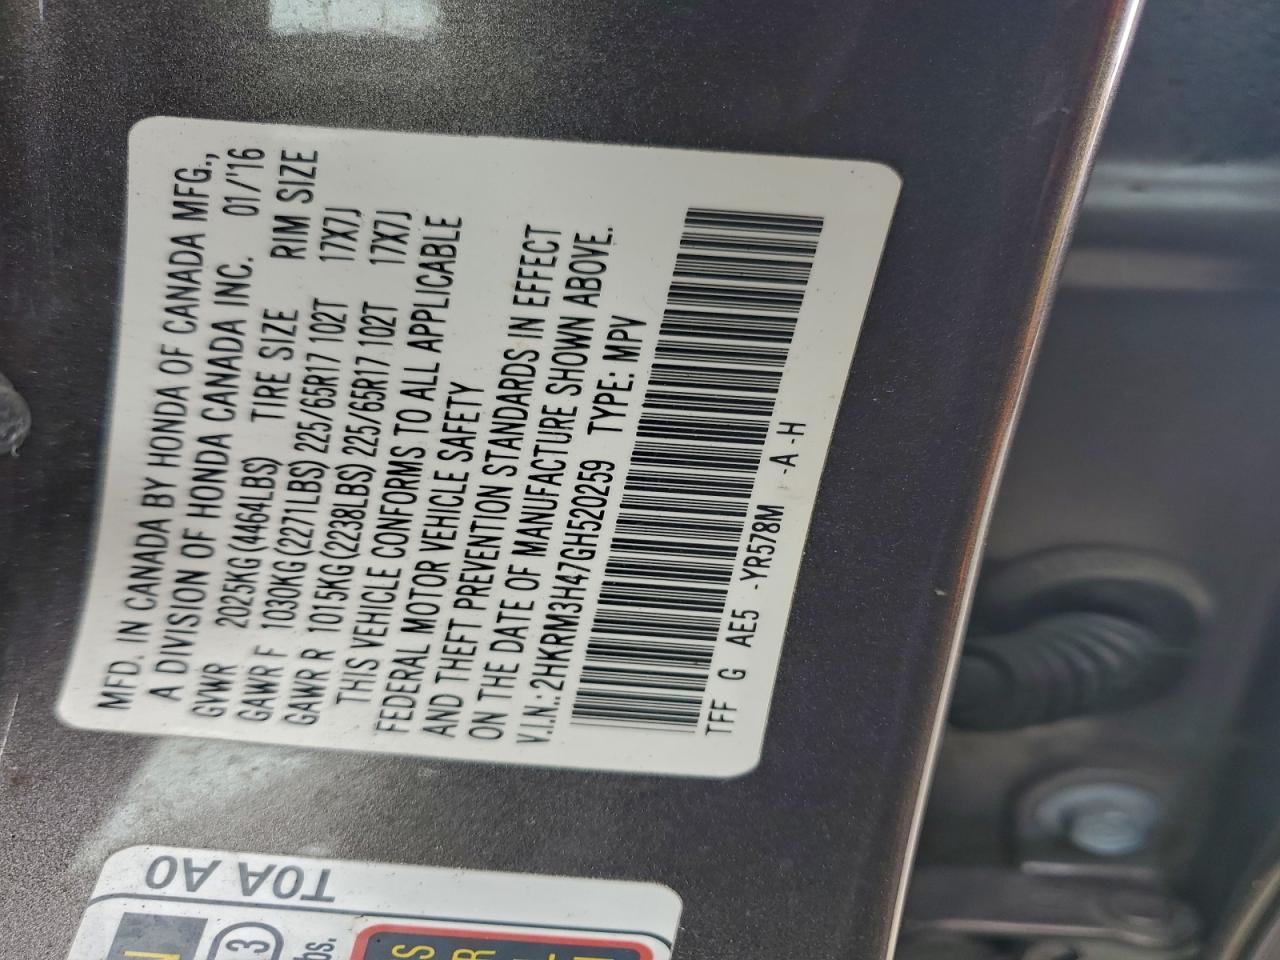 MFD. IN CANADA BY HONDA OF CANADA MFG.,
A DIVISION OF HONDA CANADA INC. 01/'16
GVWR 2025KG(4464LBS) TIRE SIZE RIM SIZE
GAWR F 1030KG(2271LBS) 225/65R17 102T 17X7J
GAWR R 1015KG(2238LBS) 225/65R17 102T 17X7J
THIS VEHICLE CONFORMS TO ALL APPLICABLE
FEDERAL MOTOR VEHICLE SAFETY
AND THEFT PREVENTION STANDARDS IN EFFECT
ON THE DATE OF MANUFACTURE SHOWN ABOVE.
V.I.N.:2HKRM3H47GH520259 TYPE: MPV
TFF G AE5 -YR578M -A -H
T0A A0
3
bs.